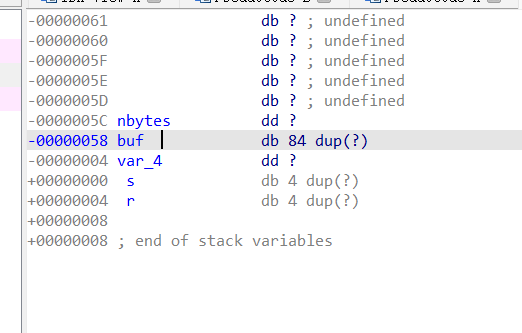 -00000061                 db ? ; undefined
-00000060                 db ? ; undefined
-0000005F                 db ? ; undefined
-0000005E                 db ? ; undefined
-0000005D                 db ? ; undefined
-0000005C nbytes          dd ?
-00000058 buf             db 84 dup(?)
-00000004 var_4           dd ?
+00000000  s              db 4 dup(?)
+00000004  r              db 4 dup(?)
+00000008
+00000008 ; end of stack variables